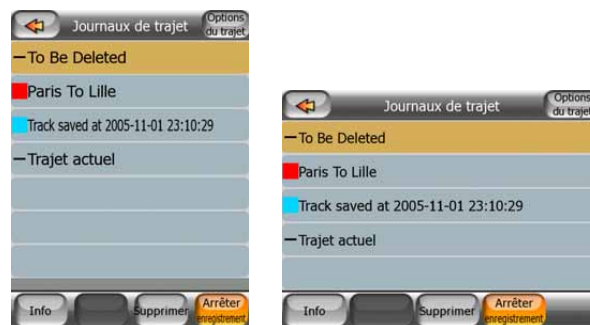 Journaux de trajet
Options
du trajet
To Be Deleted
Paris To Lille
Track saved at 2005-11-01 23:10:29
Trajet actuel
Info
Supprimer
Arrêter
enregistrement
Journaux de trajet
Options
du trajet
To Be Deleted
Paris To Lille
Track saved at 2005-11-01 23:10:29
Trajet actuel
Info
Supprimer
Arrêter
enregistrement